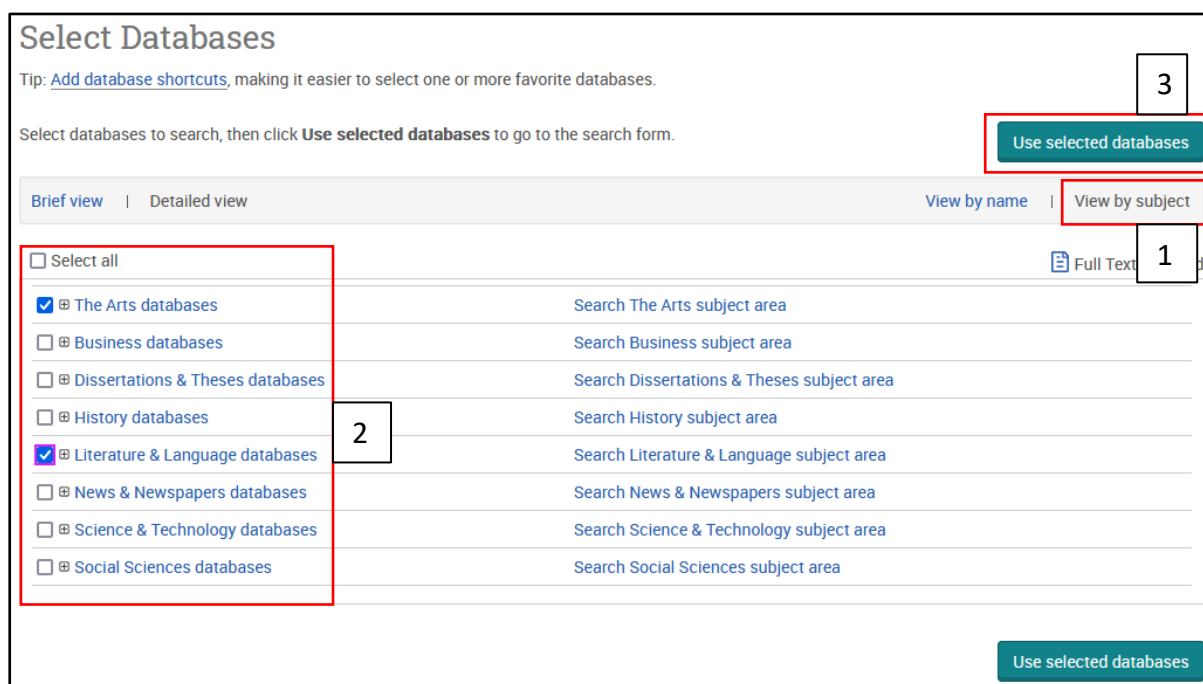 Select Databases
Tip: Add database shortcuts, making it easier to select one or more favorite databases.
3
Select databases to search, then click Use selected databases to go to the search form.
Use selected databases
Brief view | Detailed view View by name | View by subject
Select all Full Text
1
The Arts databases Search The Arts subject area
Business databases Search Business subject area
Dissertations & Theses databases Search Dissertations & Theses subject area
History databases Search History subject area
2
Literature & Language databases Search Literature & Language subject area
News & Newspapers databases Search News & Newspapers subject area
Science & Technology databases Search Science & Technology subject area
Social Sciences databases Search Social Sciences subject area
Use selected databases